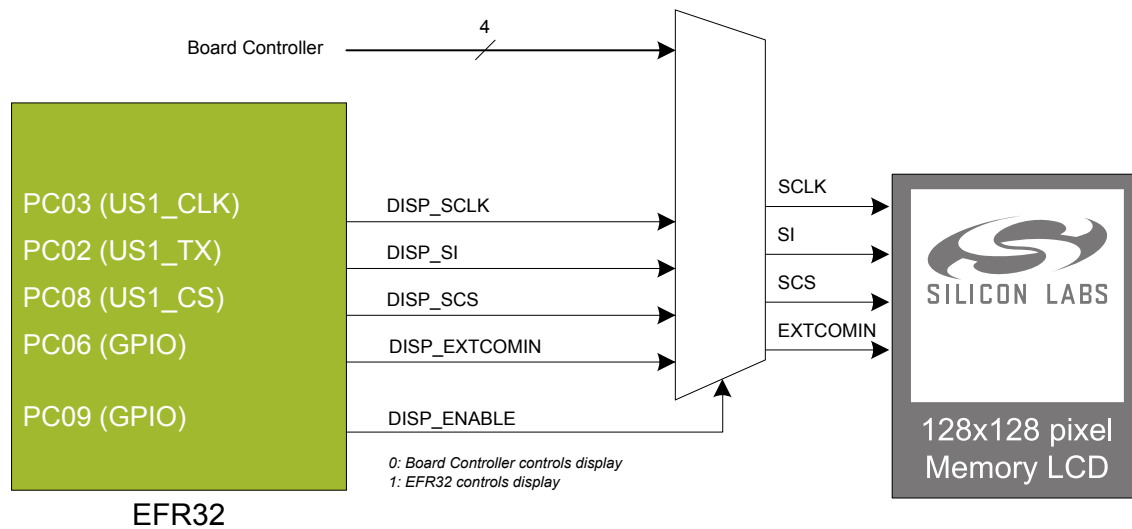 4
Board Controller
PC03 (US1_CLK)
PC02 (US1_TX)
PC08 (US1_CS)
PC06 (GPIO)
PC09 (GPIO)
EFR32
DISP_SCLK
DISP_SI
DISP_SCS
DISP_EXTCOMIN
DISP_ENABLE
0: Board Controller controls display
1: EFR32 controls display
SCLK
SI
SCS
EXTCOMIN
SILICON LABS
128x128 pixel
Memory LCD